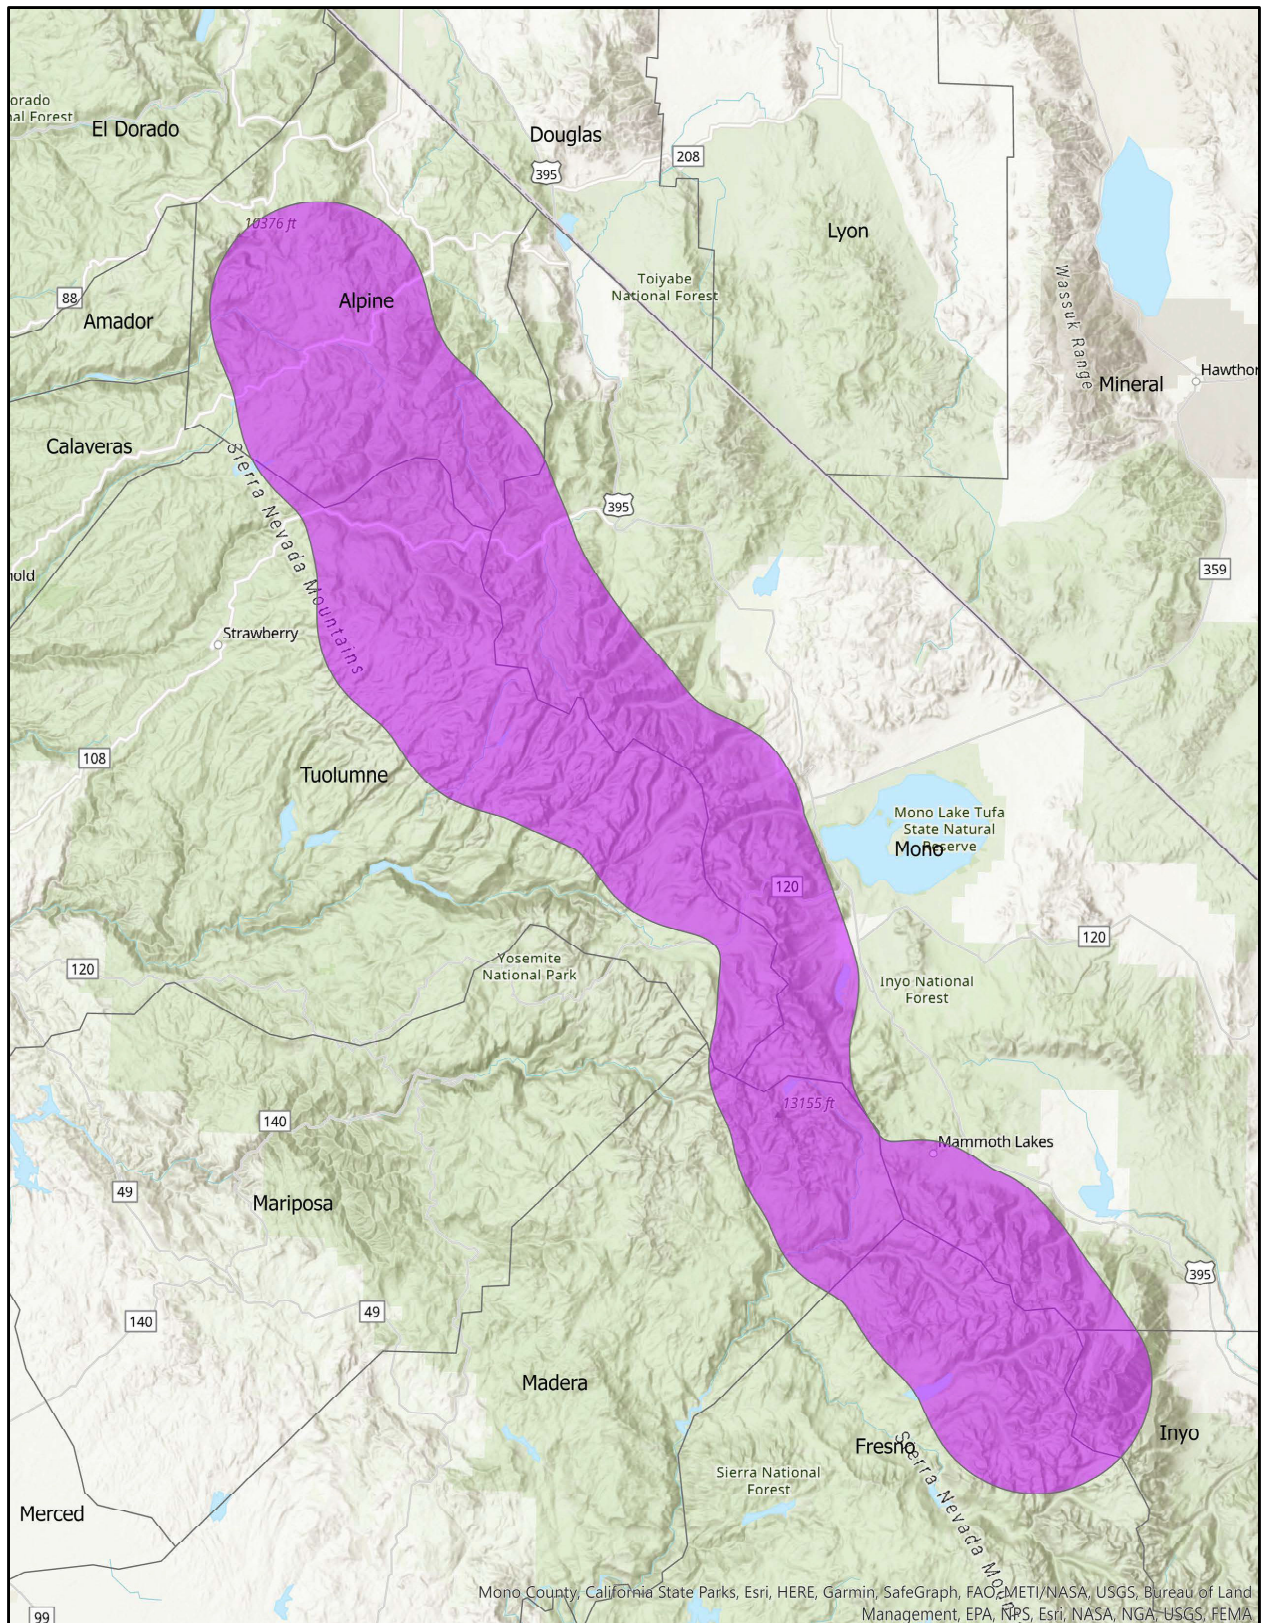 orado
nal Forest
El Dorado
Douglas
395
208
10376 ft
Lyon
Toiyabe
National Forest
Alpine
88
Amador
Wassuk Range
Hawthor
Mineral
Calaveras
Sierra Nevada Mountains
395
359
nold
Strawberry
108
Tuolumne
Mono Lake Tufa
State Natural
Reserve
Mono
120
120
120
Yosemite
National Park
Inyo National
Forest
13155 ft
140
Mammoth Lakes
49
Mariposa
395
49
140
Madera
Inyo
Fresno
Sierra Nevada Moun
Sierra National
Forest
Merced
Mono County, California State Parks, Esri, HERE, Garmin, SafeGraph, FAO, METI/NASA, USGS, Bureau of Land
Management, EPA, NPS, Esri, NASA, NGA, USGS, FEMA
99